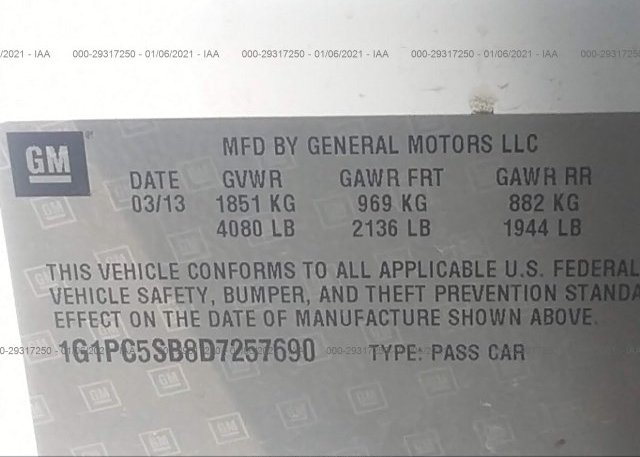 /2021 - IAA 000-29317250 - 01/06/2021 - IAA 000-29317250 - 01/06/2021 - IAA 000-29317250 - 01/06/2021 - IAA 000-2931725
GM MFD BY GENERAL MOTORS LLC
DATE GVWR GAWR FRT GAWR RR
03/13 1851 KG 969 KG 882 KG
4080 LB 2136 LB 1944 LB
THIS VEHICLE CONFORMS TO ALL APPLICABLE U.S. FEDERAL
VEHICLE SAFETY, BUMPER, AND THEFT PREVENTION STANDA
EFFECT ON THE DATE OF MANUFACTURE SHOWN ABOVE.
1G1PC5SB8D7257690 TYPE: PASS CAR